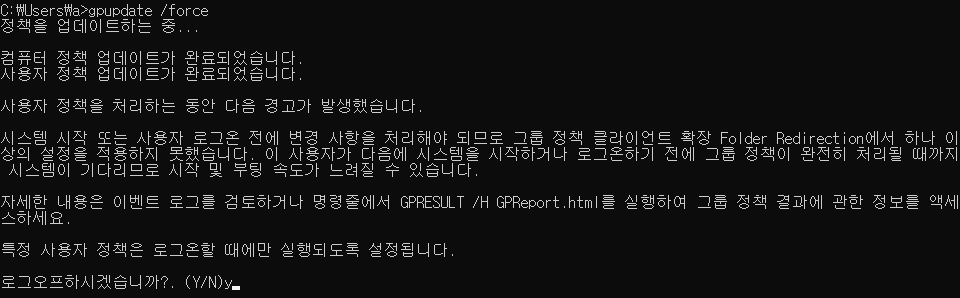 C:\Users\a>gpupdate /force
정책을 업데이트하는 중...
컴퓨터 정책 업데이트가 완료되었습니다.
사용자 정책 업데이트가 완료되었습니다.
사용자 정책을 처리하는 동안 다음 경고가 발생했습니다.
시스템 시작 또는 사용자 로그온 전에 변경 사항을 처리해야 되므로 그룹 정책 클라이언트 확장 Folder Redirection에서 하나 이
상의 설정을 적용하지 못했습니다. 이 사용자가 다음에 시스템을 시작하거나 로그온하기 전에 그룹 정책이 완전히 처리될 때까지
시스템이 기다리므로 시작 및 부팅 속도가 느려질 수 있습니다.
자세한 내용은 이벤트 로그를 검토하거나 명령줄에서 GPRESULT /H GPReport.html를 실행하여 그룹 정책 결과에 관한 정보를 액세
스하세요.
특정 사용자 정책은 로그온할 때에만 실행되도록 설정됩니다.
로그오프하시겠습니까?. (Y/N)y